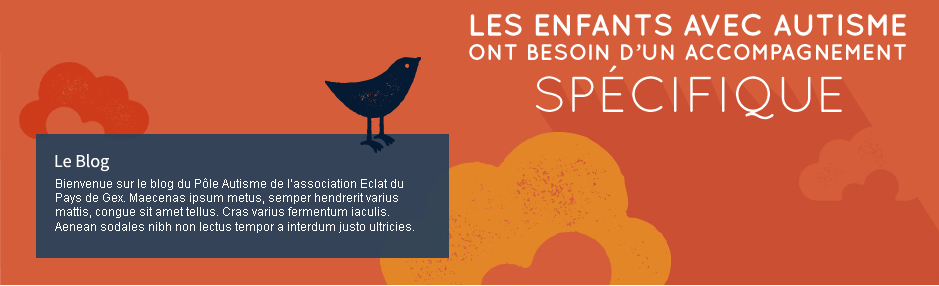 LES ENFANTS AVEC AUTISME
ONT BESOIN D'UN ACCOMPAGNEMENT
SPÉCIFIQUE
Le Blog
Bienvenue sur le blog du Pôle Autisme de l'association Eclat du
Pays de Gex. Maecenas ipsum metus, semper hendrerit varius
mattis, congue sit amet tellus. Cras varius fermentum iaculis.
Aenean sodales nibh non lectus tempor a interdum justo ultricies.